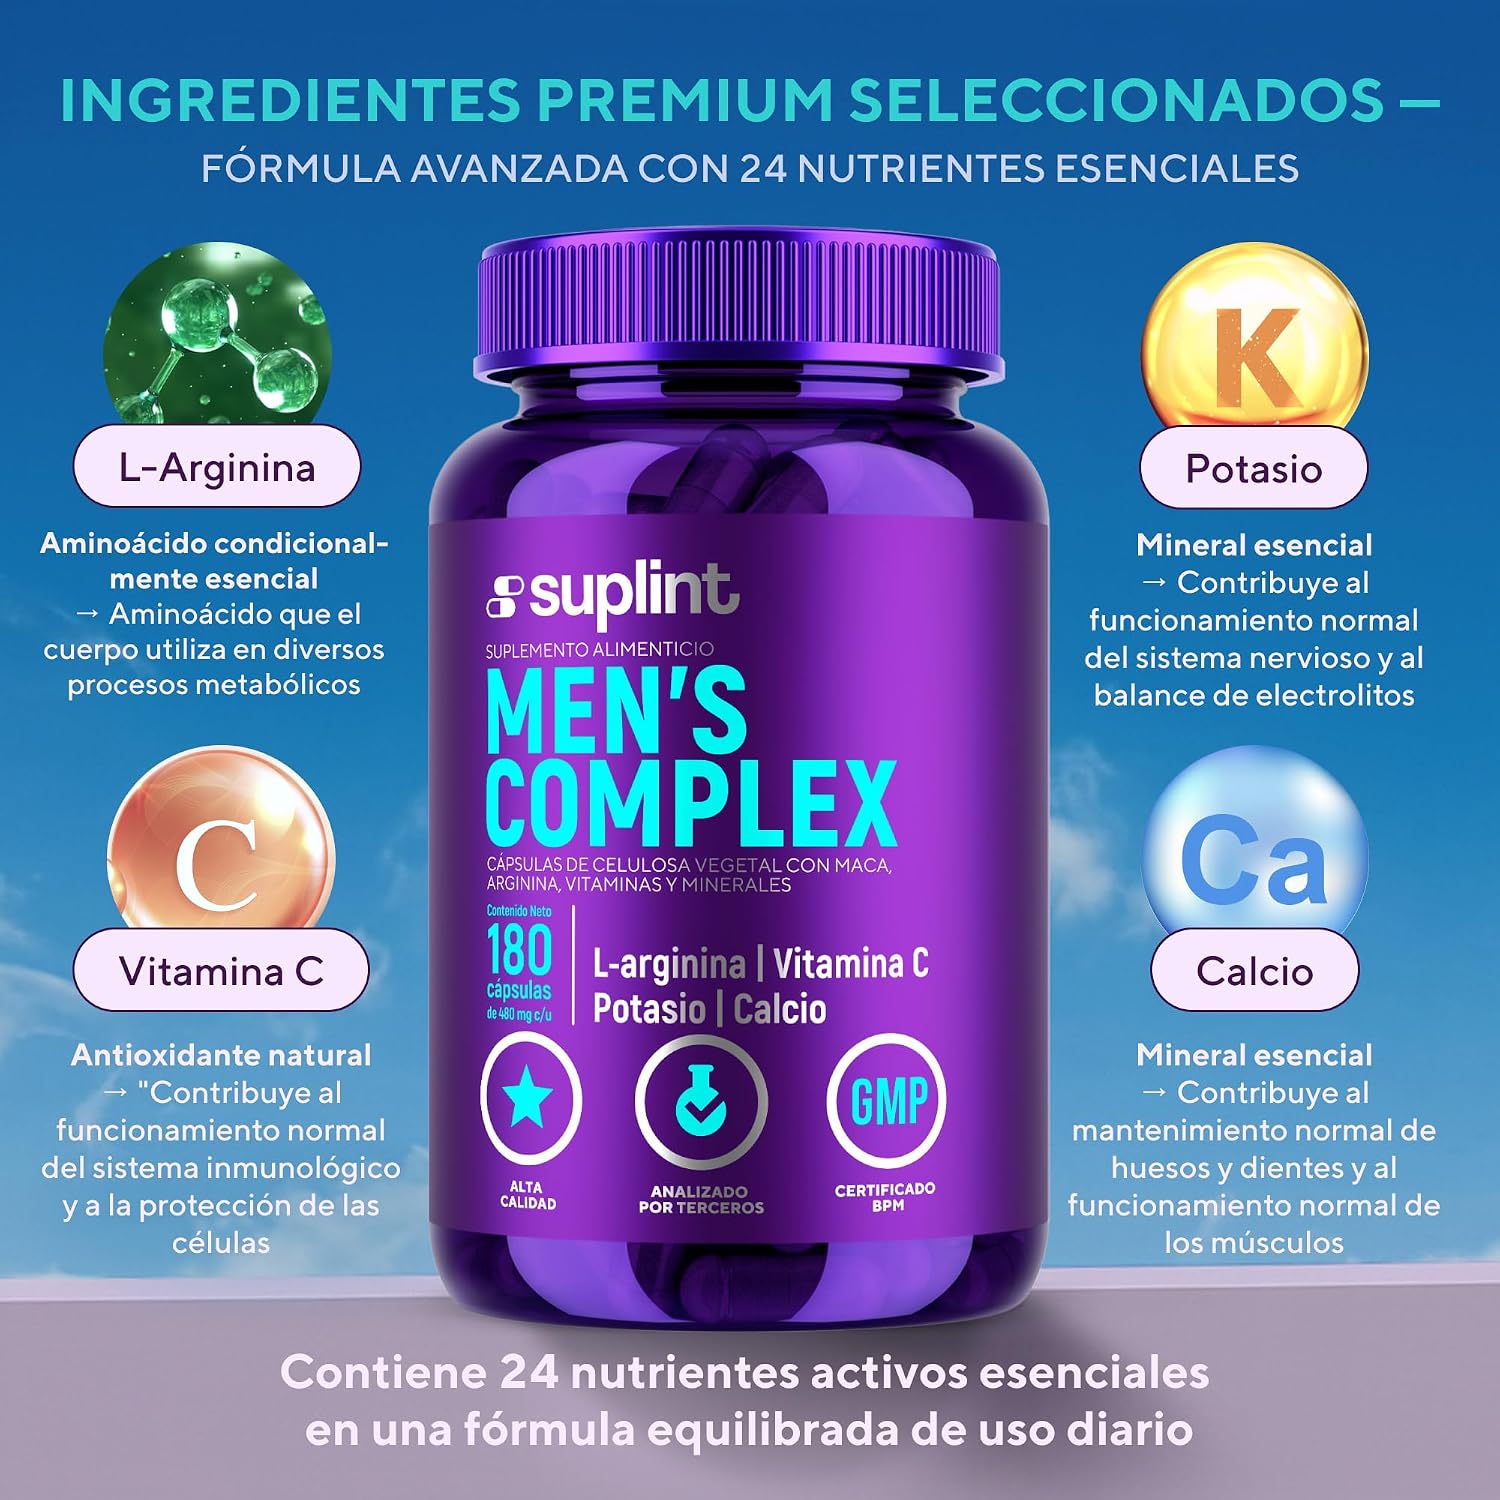 INGREDIENTES PREMIUM SELECCIONADOS —
FÓRMULA AVANZADA CON 24 NUTRIENTES ESENCIALES
L-Arginina
Aminoácido condicional-
mente esencial
→ Aminoácido que el
cuerpo utiliza en diversos
procesos metabólicos
C
Vitamina C
Antioxidante natural
→ "Contribuye al
funcionamiento normal
del sistema inmunológico
y a la protección de las
células
suplint
SUPLEMENTO ALIMENTICIO
MEN'S
COMPLEX
CÁPSULAS DE CELULOSA VEGETAL CON MACA,
ARGININA, VITAMINAS Y MINERALES
Contenido Neto
180
cápsulas
de 480 mg c/u
L-arginina | Vitamina C
Potasio | Calcio
ALTA
CALIDAD
ANALIZADO
POR TERCEROS
GMP
CERTIFICADO
BPM
K
Potasio
Mineral esencial
→ Contribuye al
funcionamiento normal
del sistema nervioso y al
balance de electrolitos
Ca
Calcio
Mineral esencial
→ Contribuye al
mantenimiento normal de
huesos y dientes y al
funcionamiento normal de
los músculos
Contiene 24 nutrientes activos esenciales
en una fórmula equilibrada de uso diario